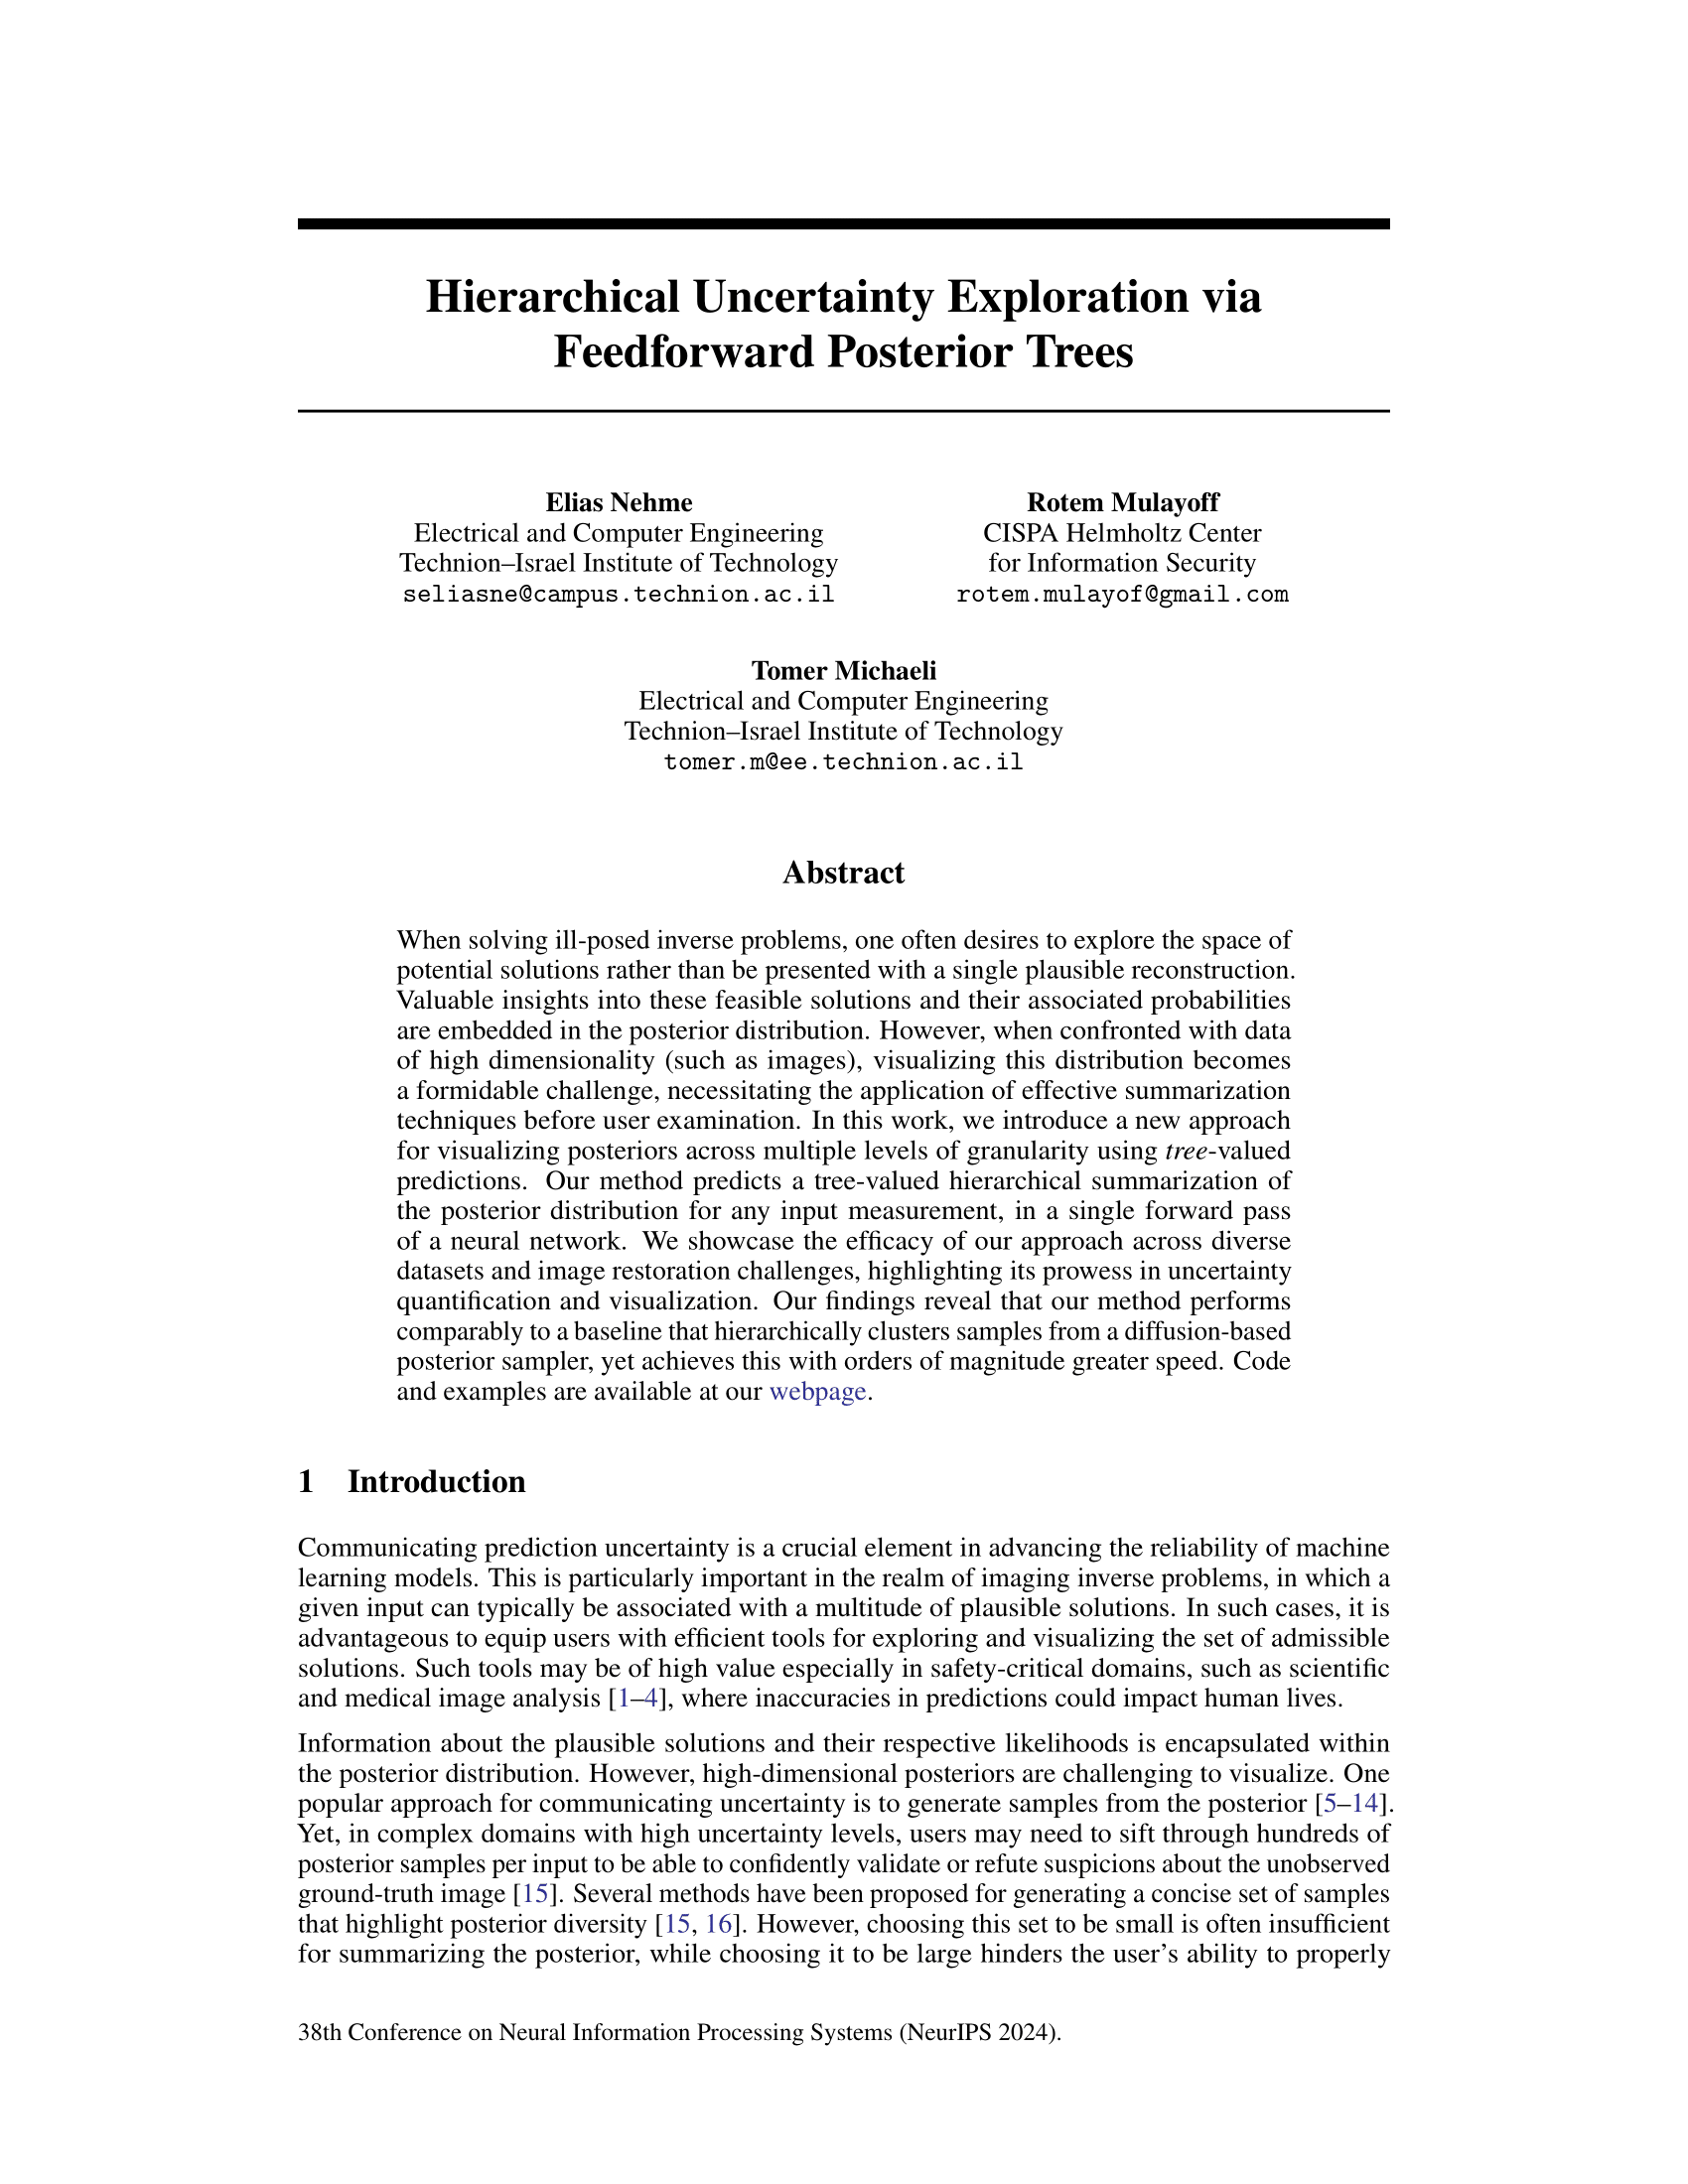 Hierarchical Uncertainty Exploration via
Feedforward Posterior Trees
Elias Nehme
Electrical and Computer Engineering
Technion–Israel Institute of Technology
seliasne@campus.technion.ac.il
Rotem Mulayoff
CISPA Helmholtz Center
for Information Security
rotem.mulayof@gmail.com
Tomer Michaeli
Electrical and Computer Engineering
Technion–Israel Institute of Technology
tomer.m@ee.technion.ac.il
Abstract
When solving ill-posed inverse problems, one often desires to explore the space of
potential solutions rather than be presented with a single plausible reconstruction.
Valuable insights into these feasible solutions and their associated probabilities
are embedded in the posterior distribution. However, when confronted with data
of high dimensionality (such as images), visualizing this distribution becomes
a formidable challenge, necessitating the application of effective summarization
techniques before user examination. In this work, we introduce a new approach
for visualizing posteriors across multiple levels of granularity using tree-valued
predictions. Our method predicts a tree-valued hierarchical summarization of
the posterior distribution for any input measurement, in a single forward pass
of a neural network. We showcase the efficacy of our approach across diverse
datasets and image restoration challenges, highlighting its prowess in uncertainty
quantification and visualization. Our findings reveal that our method performs
comparably to a baseline that hierarchically clusters samples from a diffusion-based
posterior sampler, yet achieves this with orders of magnitude greater speed. Code
and examples are available at our webpage.
1 Introduction
Communicating prediction uncertainty is a crucial element in advancing the reliability of machine
learning models. This is particularly important in the realm of imaging inverse problems, in which a
given input can typically be associated with a multitude of plausible solutions. In such cases, it is
advantageous to equip users with efficient tools for exploring and visualizing the set of admissible
solutions. Such tools may be of high value especially in safety-critical domains, such as scientific
and medical image analysis [1–4], where inaccuracies in predictions could impact human lives.
Information about the plausible solutions and their respective likelihoods is encapsulated within
the posterior distribution. However, high-dimensional posteriors are challenging to visualize. One
popular approach for communicating uncertainty is to generate samples from the posterior [5–14].
Yet, in complex domains with high uncertainty levels, users may need to sift through hundreds of
posterior samples per input to be able to confidently validate or refute suspicions about the unobserved
ground-truth image [15]. Several methods have been proposed for generating a concise set of samples
that highlight posterior diversity [15, 16]. However, choosing this set to be small is often insufficient
for summarizing the posterior, while choosing it to be large hinders the user's ability to properly
38th Conference on Neural Information Processing Systems (NeurIPS 2024).